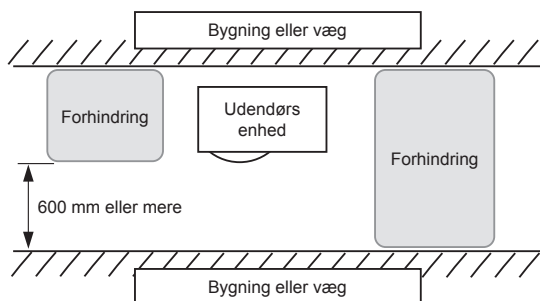 Bygning eller væg
Forhindring
Udendørs
enhed
Forhindring
600 mm eller mere
Bygning eller væg